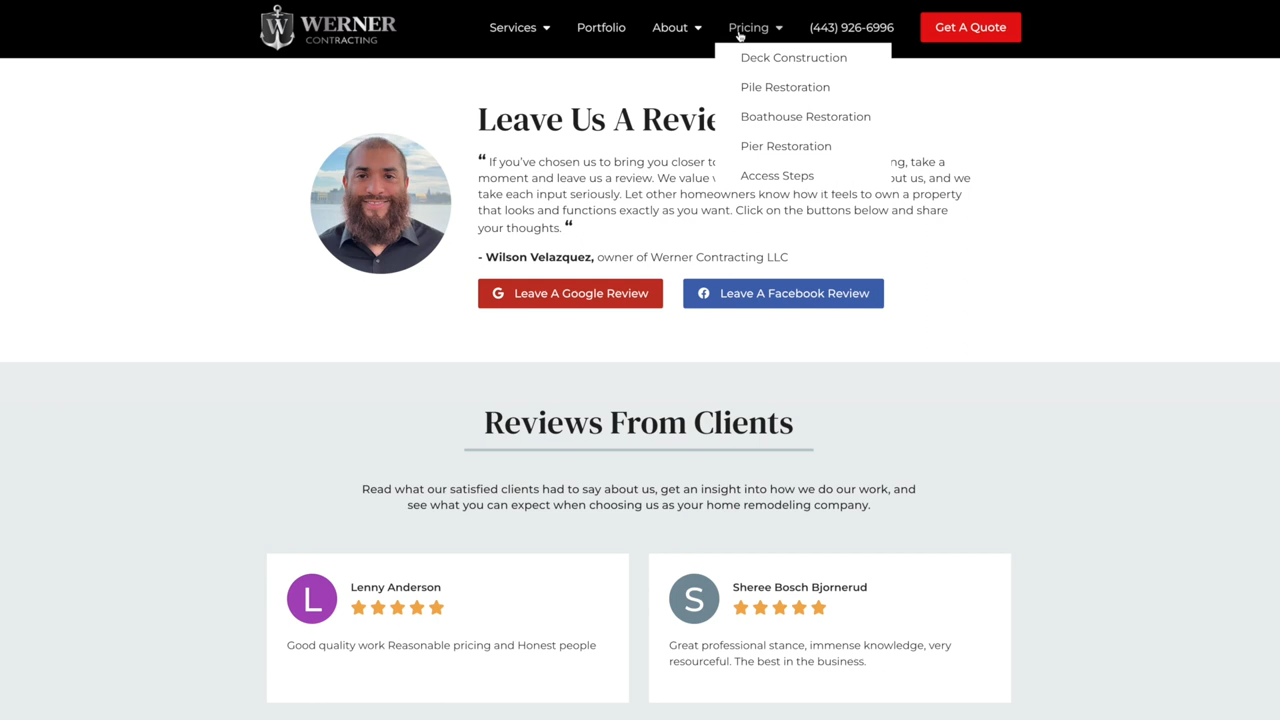 WERNER
CONTRACTING
Services
Portfolio
About
Pricing
(443) 926-6996
Get A Quote
Deck Construction
Pile Restoration
Boathouse Restoration
Pier Restoration
Access Steps
Leave Us A Revie
❝ If you’ve chosen us to bring you closer to ng, take a
moment and leave us a review. We value out us, and we
take each input seriously. Let other homeowners know how it feels to own a property
that looks and functions exactly as you want. Click on the buttons below and share
your thoughts. ❝
- Wilson Velazquez, owner of Werner Contracting LLC
G Leave A Google Review
Leave A Facebook Review
Reviews From Clients
Read what our satisfied clients had to say about us, get an insight into how we do our work, and
see what you can expect when choosing us as your home remodeling company.
L
Lenny Anderson
Good quality work Reasonable pricing and Honest people
S
Sheree Bosch Bjornerud
Great professional stance, immense knowledge, very
resourceful. The best in the business.